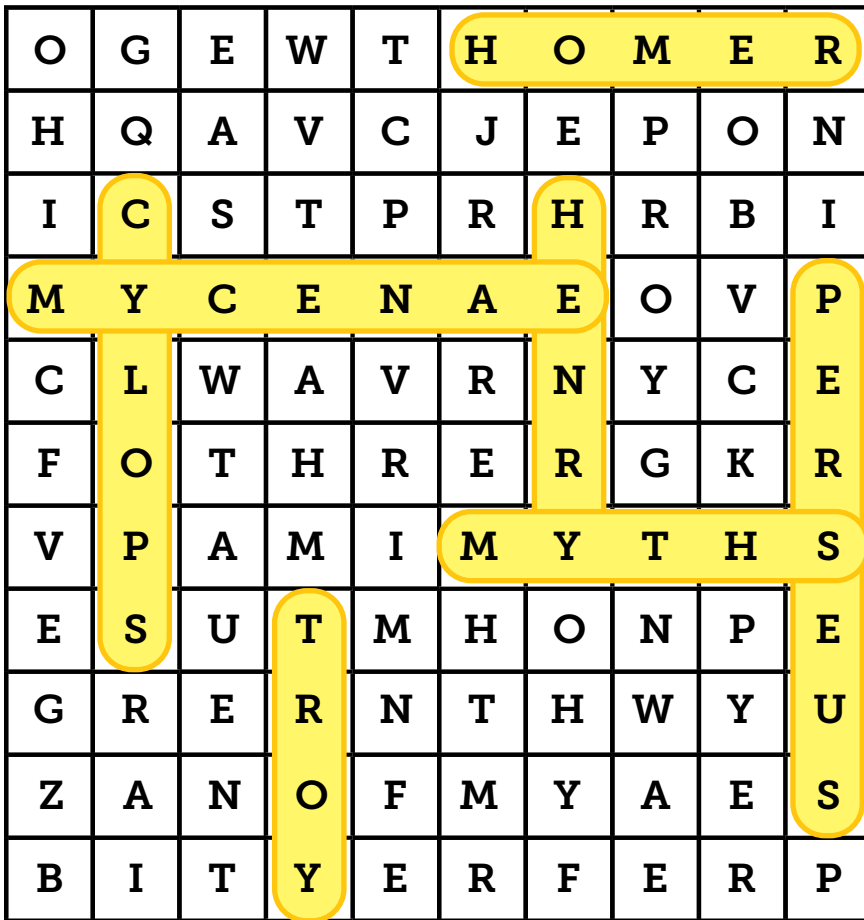 O G E W T H O M E R
H Q A V C J E P O N
I C S T P R H R B I
M Y C E N A E O V P
C L W A V R N Y C E
F O T H R E R G K R
V P A M I M Y T H S
E S U T M H O N P E
G R E R N T H W Y U
Z A N O F M Y A E S
B I T Y E R F E R P